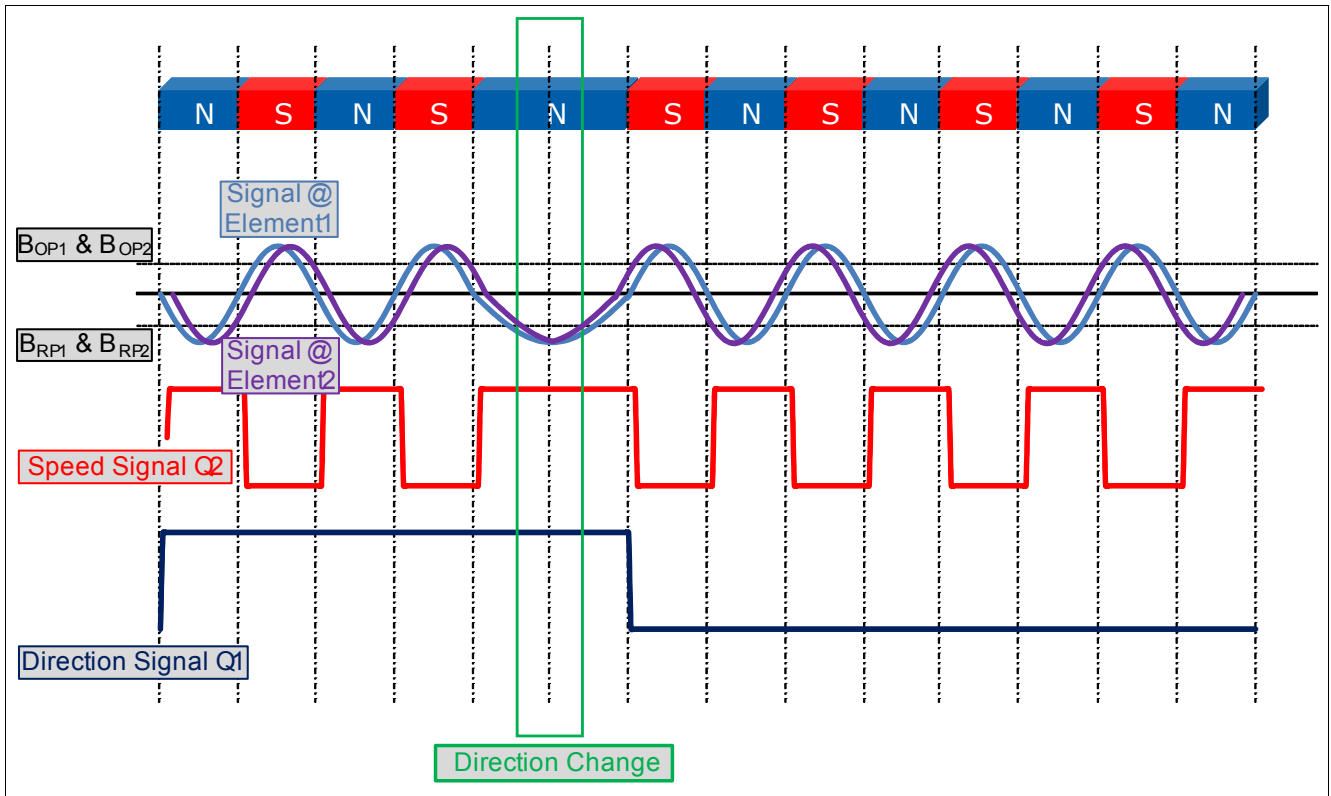 N S N S N S N S N S N S N
Signal @
Element1
BOP1 & BOP2
BRP1 & BRP2
Signal @
Element2
Speed Signal Q2
Direction Signal Q1
Direction Change